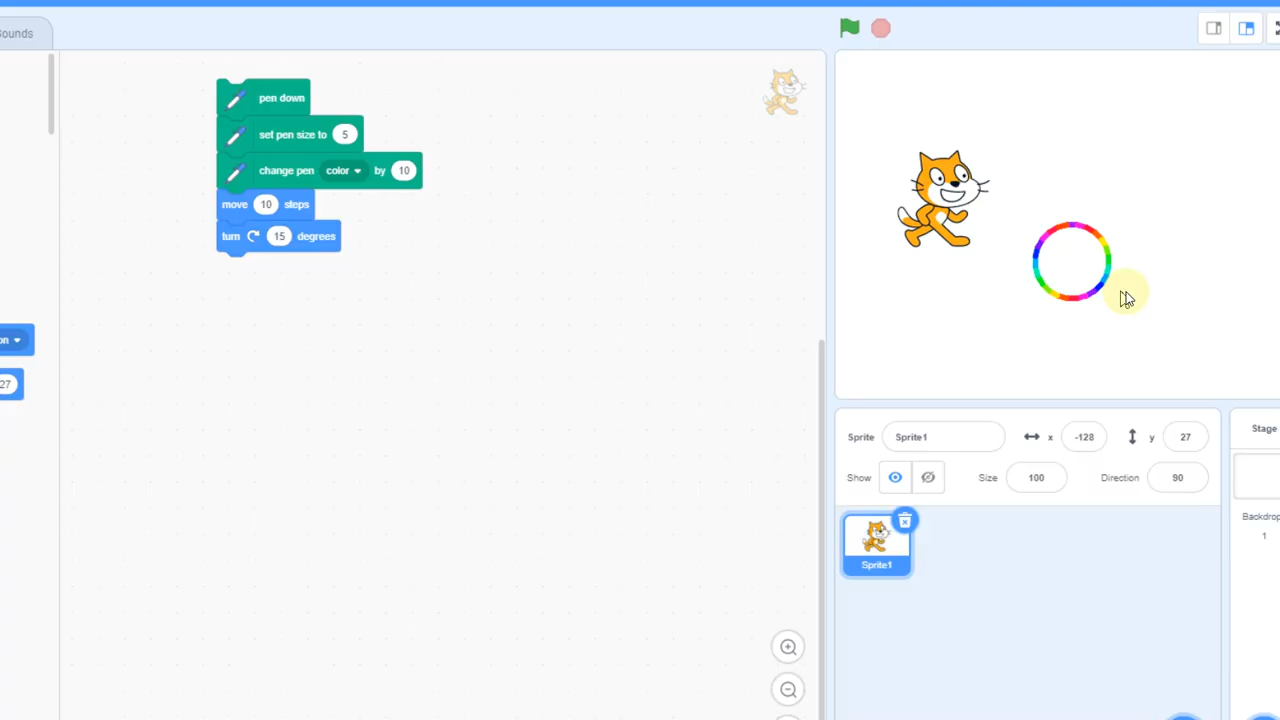 ounds
pen down
set pen size to 5
change pen color by 10
move 10 steps
turn 15 degrees
on
27
Sprite Sprite1 x -128 y 27
Show Size 100 Direction 90
Sprite1
Stage
Backdrop
1